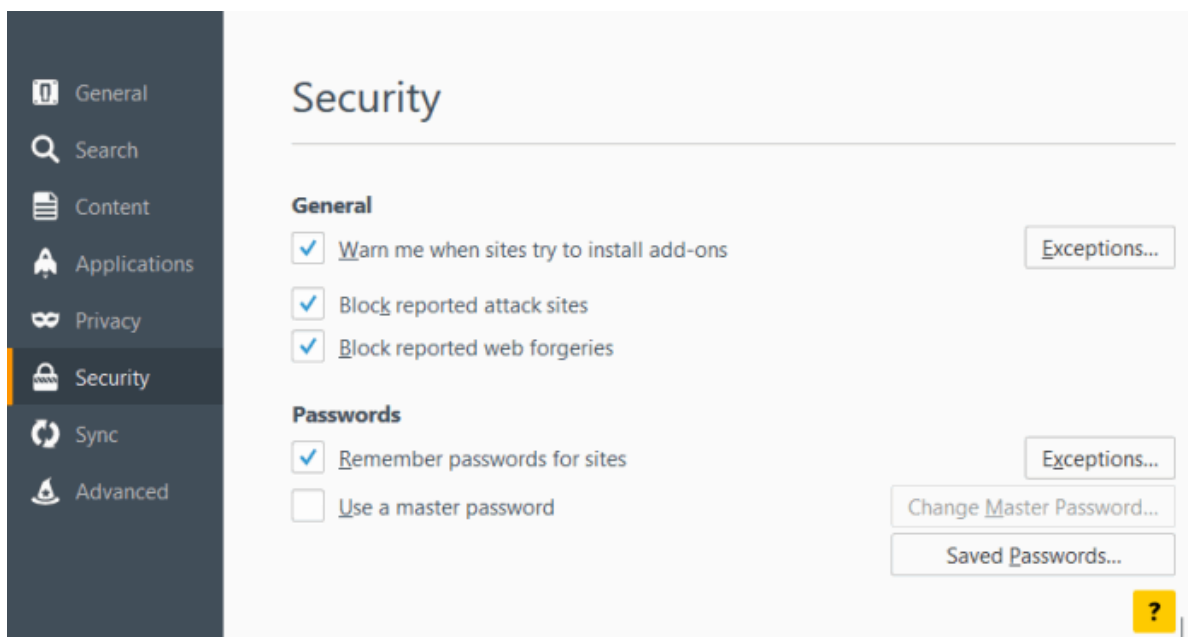 General
Search
Content
Applications
Privacy
Security
Sync
Advanced
Security
General
Warn me when sites try to install add-ons
Exceptions...
Block reported attack sites
Block reported web forgeries
Passwords
Remember passwords for sites
Exceptions...
Use a master password
Change Master Password...
Saved Passwords...
?